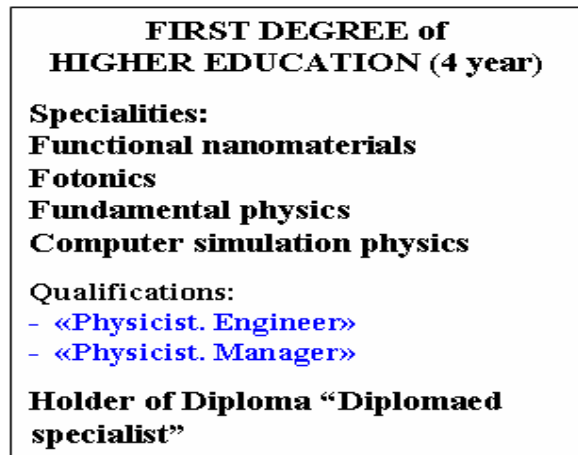 FIRST DEGREE of
HIGHER EDUCATION (4 year)
Specialities:
Functional nanomaterials
Fotonics
Fundamental physics
Computer simulation physics
Qualifications:
- «Physicist. Engineer»
- «Physicist. Manager»
Holder of Diploma “Diplomaed
specialist”